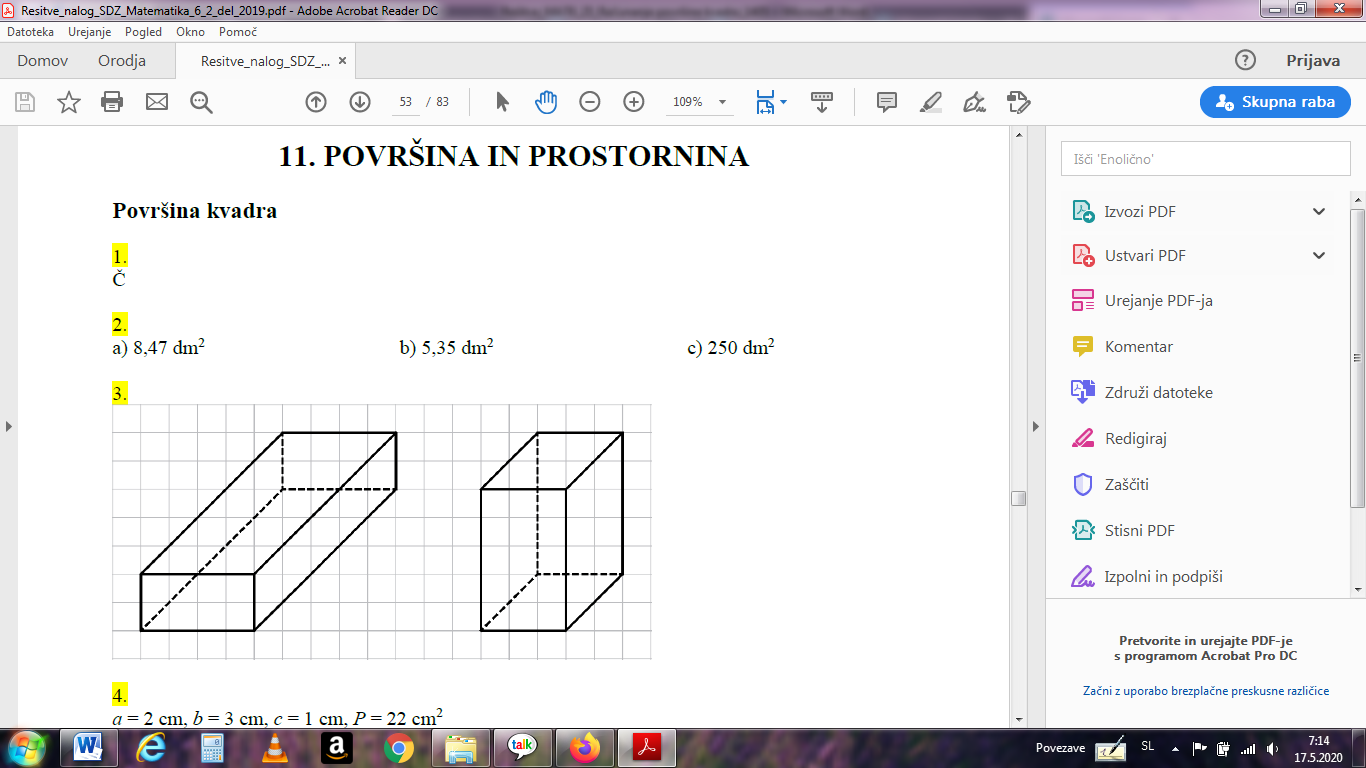 Resitve_nalog_SDZ_Matematika_6_2_del_2019.pdf - Adobe Acrobat Reader DC
Datoteka Urejanje Pogled Okno Pomoč
Domov Orodja Resitve_nalog_SDZ_... × Prijava
53 / 83 109% Skupna raba
11. POVRŠINA IN PROSTORNINA
Površina kvadra
1.
Č
2.
a) 8,47 dm² b) 5,35 dm² c) 250 dm²
3.
4.
a = 2 cm, b = 3 cm, c = 1 cm, P = 22 cm²
Išči 'Enolično'
Izvozi PDF
Ustvari PDF
Urejanje PDF-ja
Komentar
Združi datoteke
Redigiraj
Zaščiti
Stisni PDF
Izpolni in podpiši
Pretvorite in urejajte PDF-je
s programom Acrobat Pro DC
Začni z uporabo brezplačne preskusne različice
talk
Povezave SL 7:14
17.5.2020